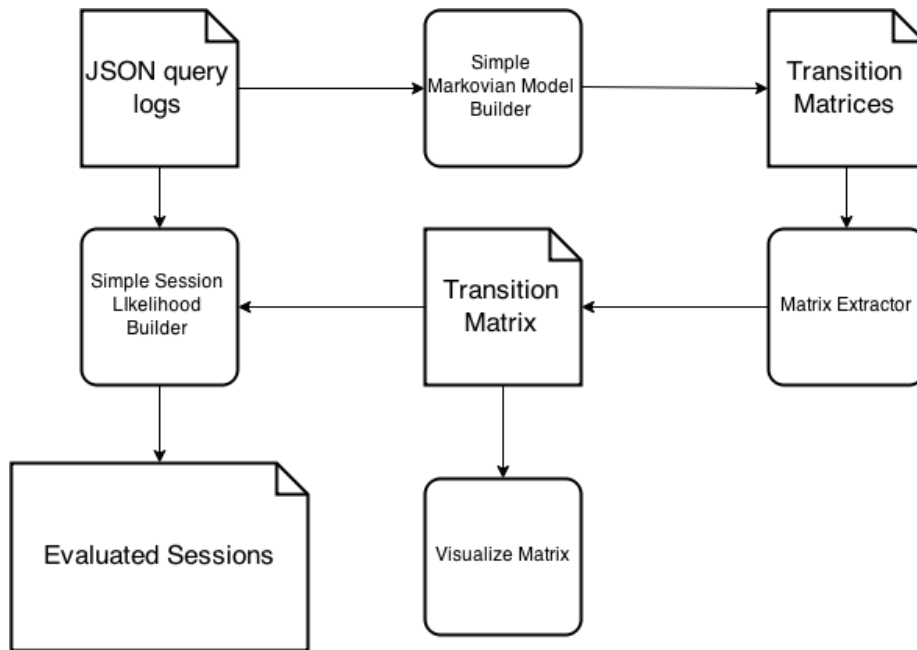 JSON query
logs
Simple
Markovian Model
Builder
Transition
Matrices
Simple Session
LIkelihood
Builder
Transition
Matrix
Matrix Extractor
Evaluated Sessions
Visualize Matrix